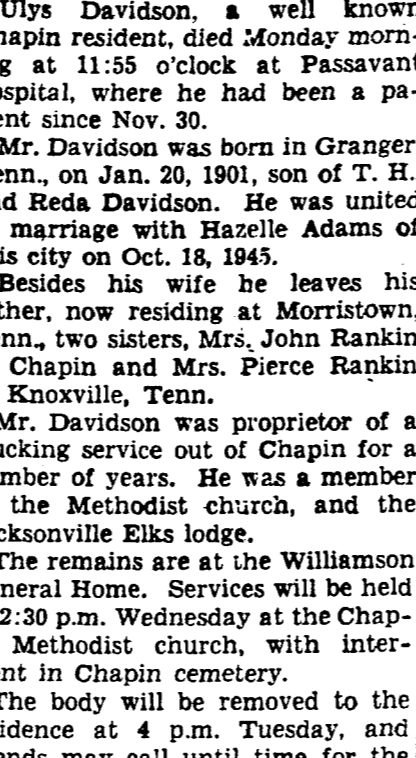 Ulys Davidson, a well known
hapin resident, died Monday morn-
g at 11:55 o'clock at Passavant
ospital, where he had been a pa-
ent since Nov. 30.
Mr. Davidson was born in Granger
enn., on Jan. 20, 1901, son of T. H.
d Reda Davidson. He was united
marriage with Hazelle Adams of
is city on Oct. 18, 1945.
Besides his wife he leaves his
ther, now residing at Morristown,
nn., two sisters, Mrs. John Rankin
Chapin and Mrs. Pierce Rankin
Knoxville, Tenn.
Mr. Davidson was proprietor of a
ucking service out of Chapin for a
mber of years. He was a member
the Methodist church, and the
cksonville Elks lodge.
The remains are at the Williamson
neral Home. Services will be held
2:30 p.m. Wednesday at the Chap-
Methodist church, with inter-
nt in Chapin cemetery.
The body will be removed to the
idence at 4 p.m. Tuesday, and
ends may call until time for the